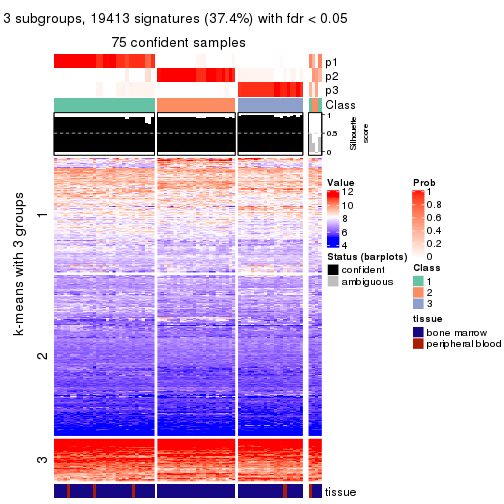 3 subgroups, 19413 signatures (37.4%) with fdr < 0.05
75 confident samples
p1
p2
p3
Class
1
0.5
0
Silhouette
score
k-means with 3 groups
1
2
3
tissue
Value
12
10
8
6
4
Status (barplots)
confident
ambiguous
Prob
1
0.8
0.6
0.4
0.2
0
Class
1
2
3
tissue
bone marrow
peripheral blood